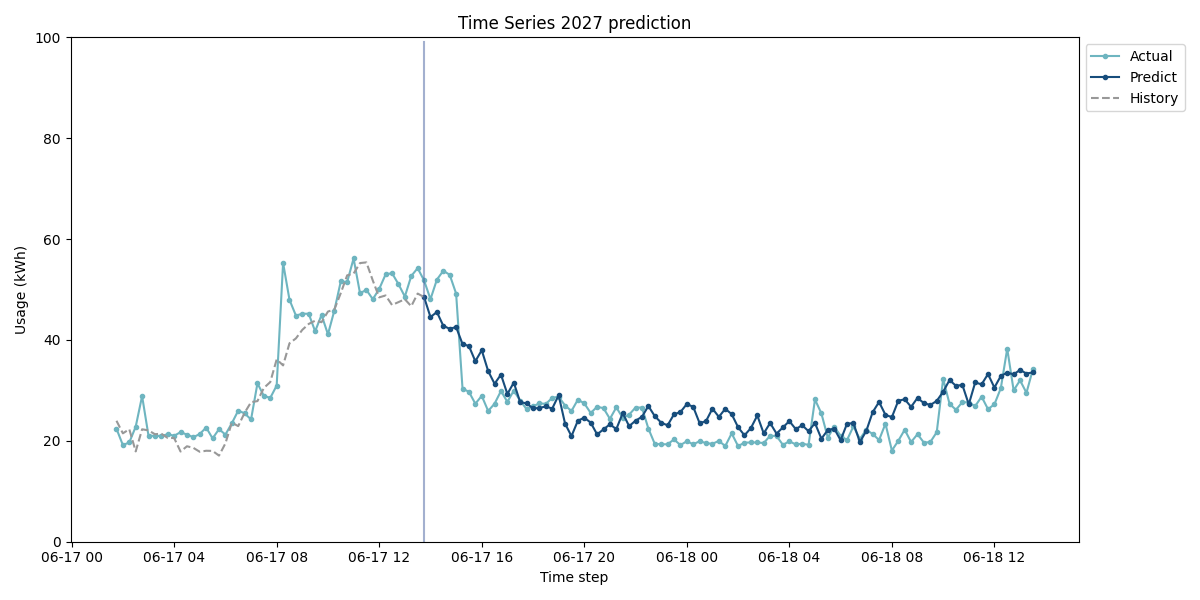 Time Series 2027 prediction
100
80
60
40
20
0
Usage (kWh)
06-17 00
06-17 04
06-17 08
06-17 12
06-17 16
06-17 20
06-18 00
06-18 04
06-18 08
06-18 12
Time step
Actual
Predict
History